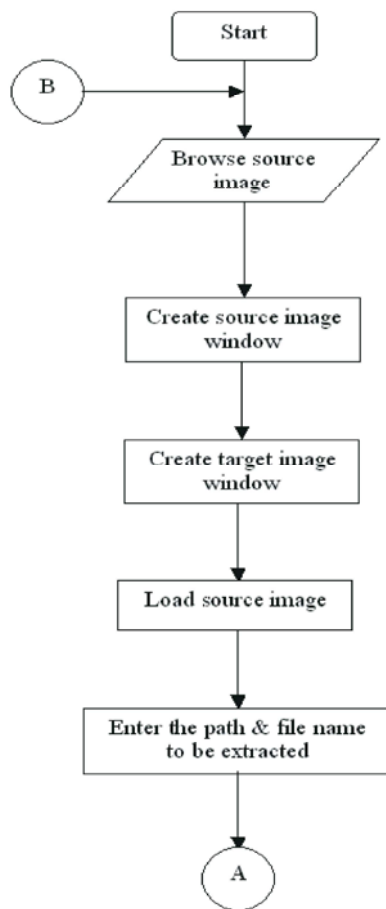 Start
B
Browse source
image
Create source image
window
Create target image
window
Load source image
Enter the path & file name
to be extracted
A